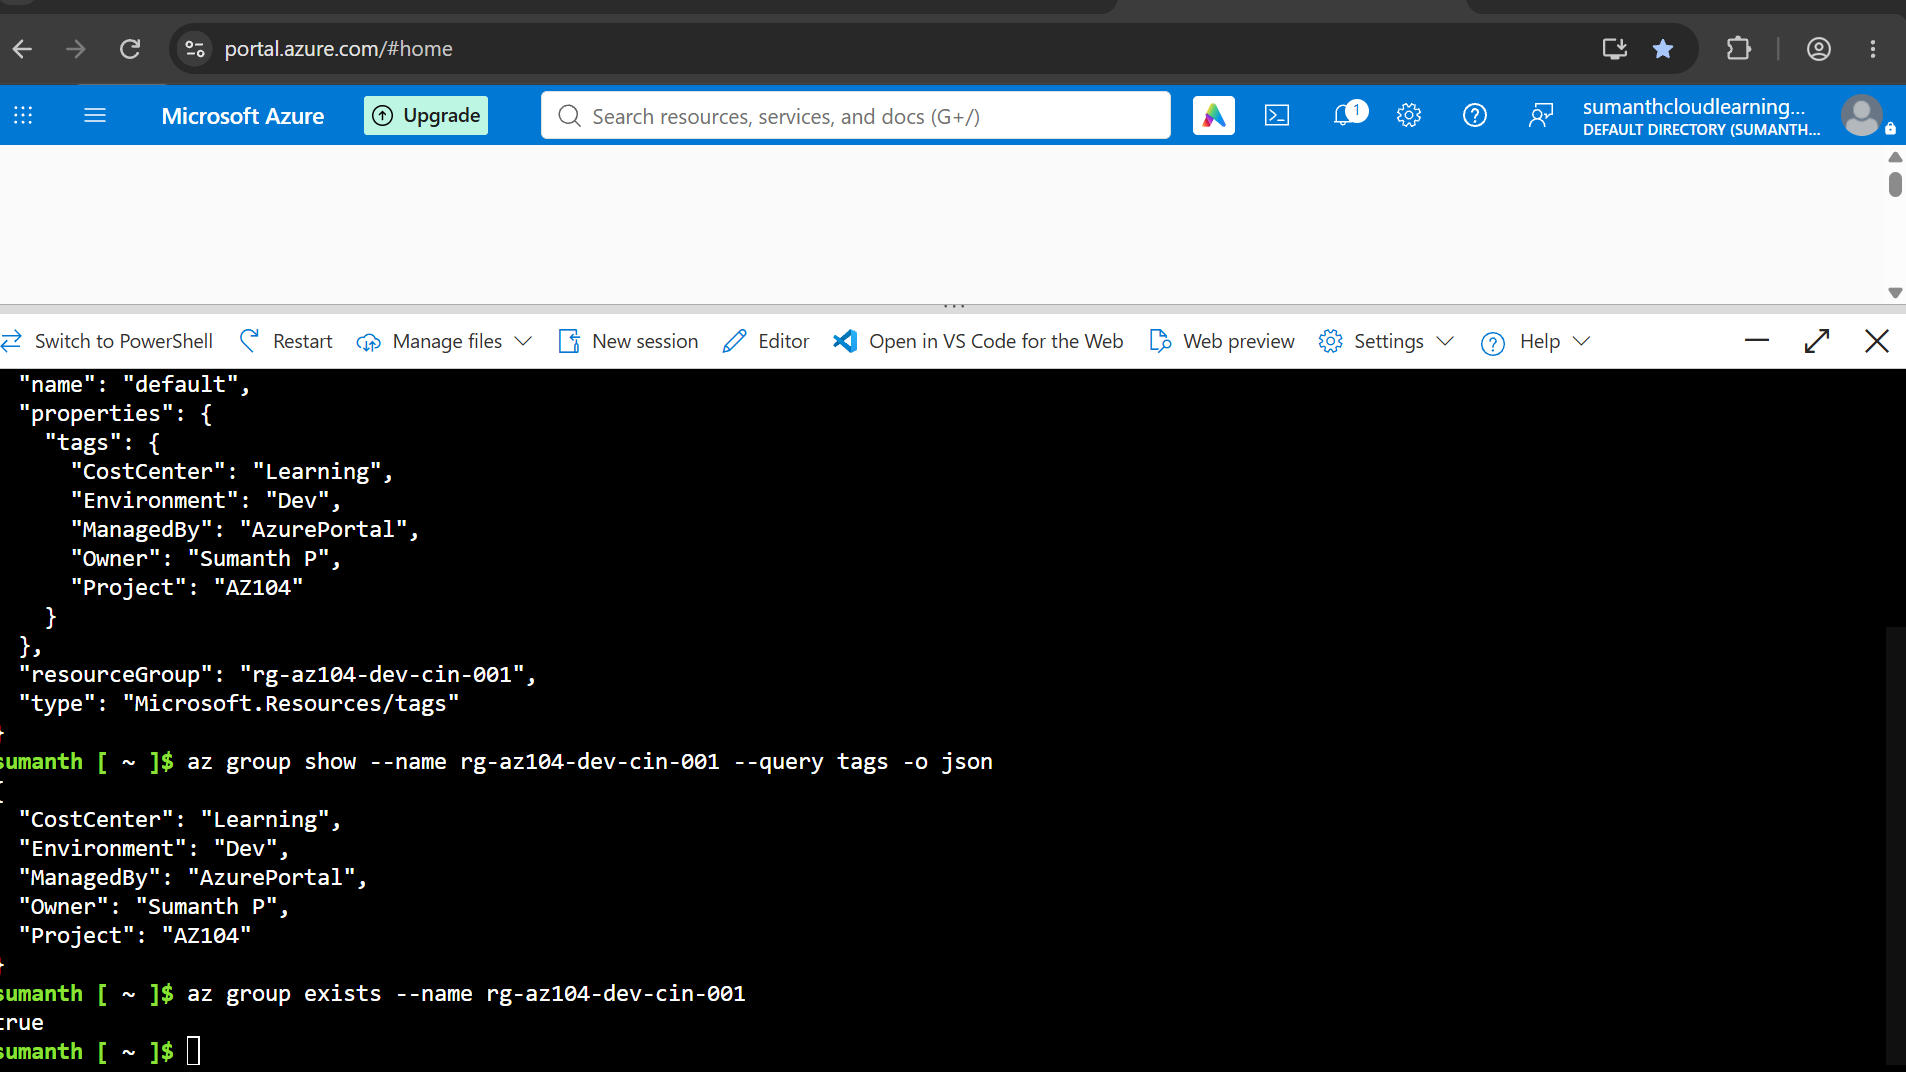 portal.azure.com/#home
Microsoft Azure
Upgrade
Search resources, services, and docs (G+/)
1
sumanthcloudlearning...
DEFAULT DIRECTORY (SUMANTH...
Switch to PowerShell
Restart
Manage files
New session
Editor
Open in VS Code for the Web
Web preview
Settings
Help
"name": "default",
"properties": {
"tags": {
"CostCenter": "Learning",
"Environment": "Dev",
"ManagedBy": "AzurePortal",
"Owner": "Sumanth P",
"Project": "AZ104"
}
},
"resourceGroup": "rg-az104-dev-cin-001",
"type": "Microsoft.Resources/tags"
}
sumanth [ ~ ]$ az group show --name rg-az104-dev-cin-001 --query tags -o json
{
"CostCenter": "Learning",
"Environment": "Dev",
"ManagedBy": "AzurePortal",
"Owner": "Sumanth P",
"Project": "AZ104"
}
sumanth [ ~ ]$ az group exists --name rg-az104-dev-cin-001
true
sumanth [ ~ ]$